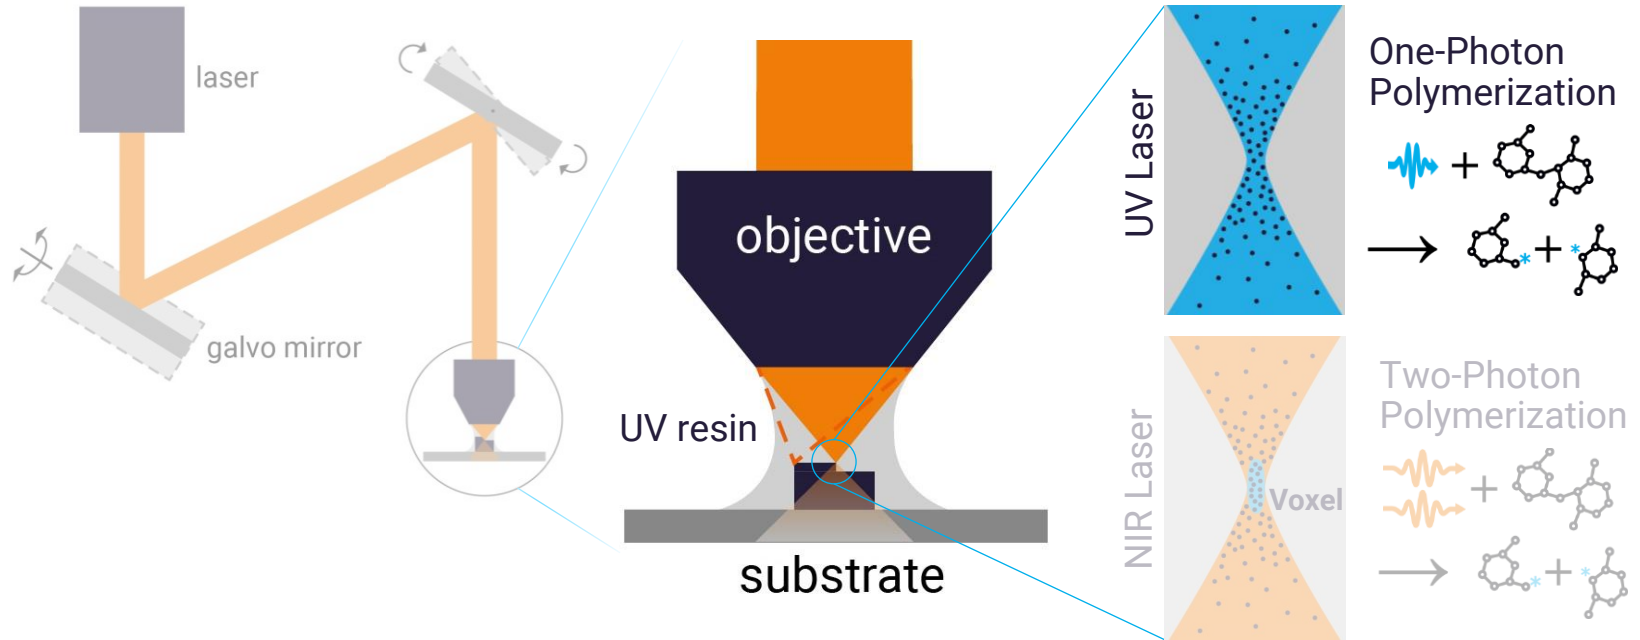 laser
galvo mirror
objective
UV resin
substrate
UV Laser
One-Photon
Polymerization
+
* + *
NIR Laser
Voxel
Two-Photon
Polymerization
+
* + *